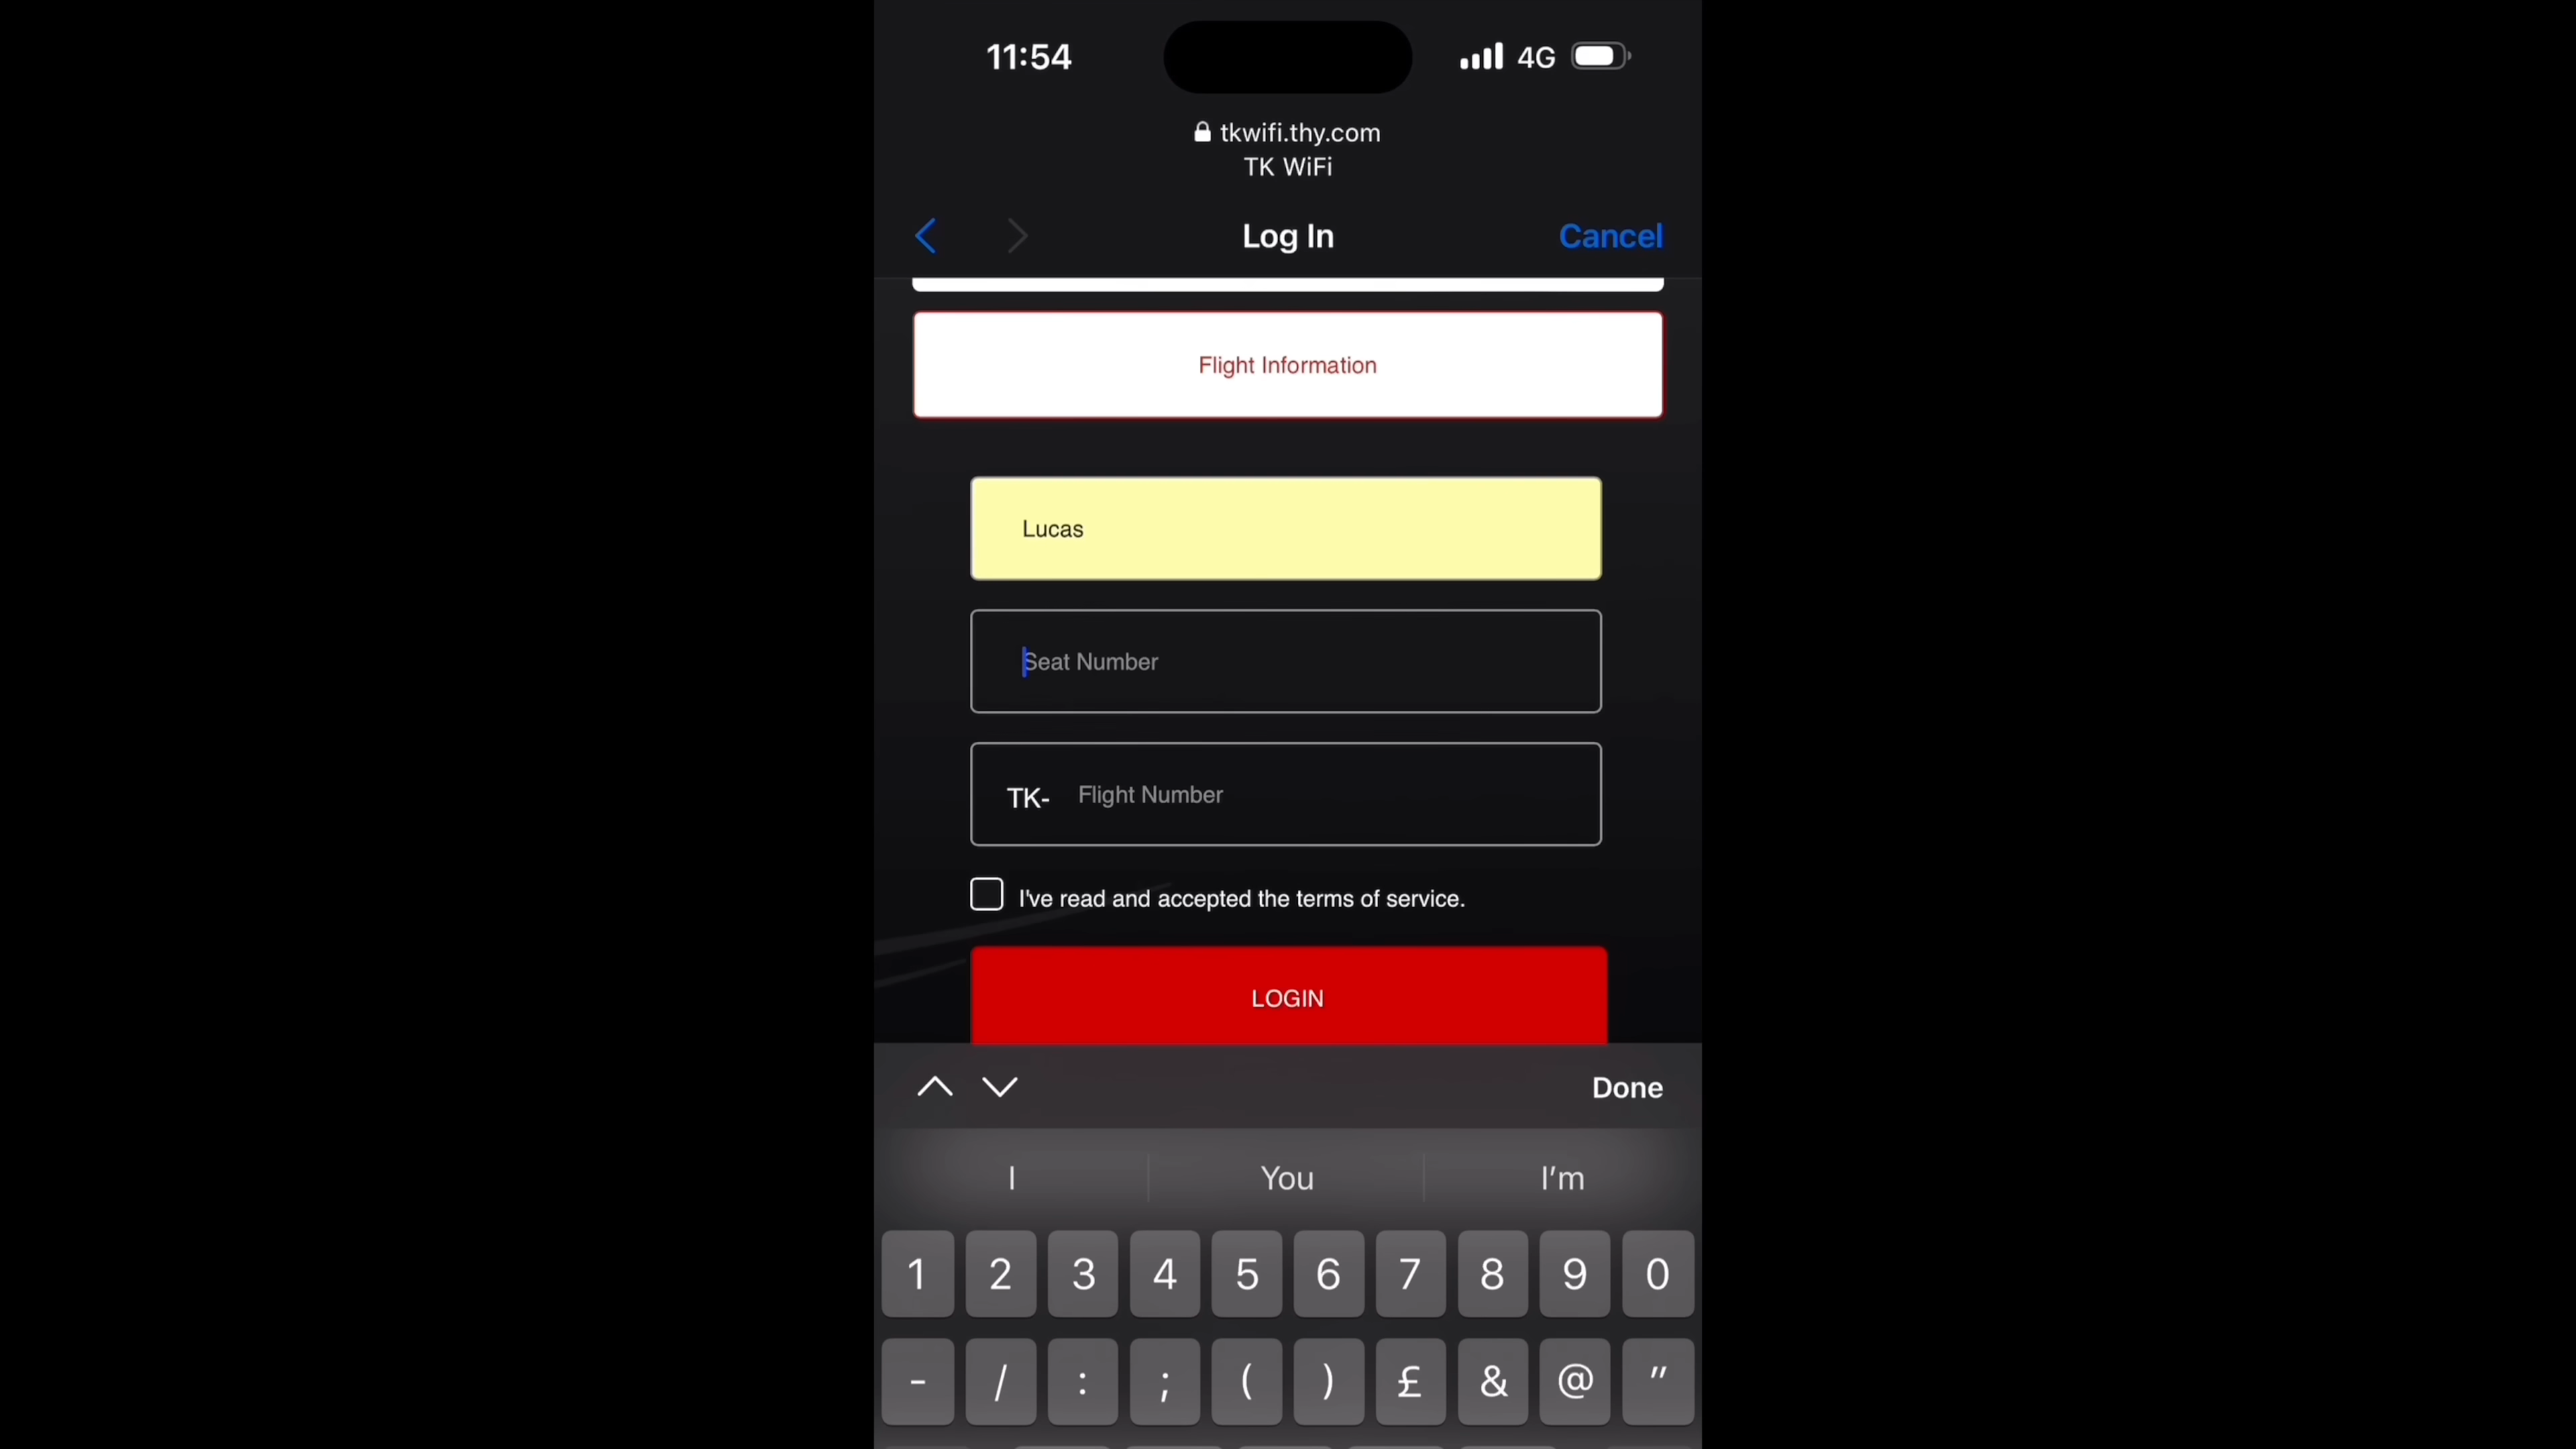 11:54
4G
tkwifi.thy.com
TK WiFi
Log In
Cancel
Flight Information
Lucas
Seat Number
TK- Flight Number
I've read and accepted the terms of service.
LOGIN
Done
I You I'm
1 2 3 4 5 6 7 8 9 0
- / : ; ( ) £ & @ "